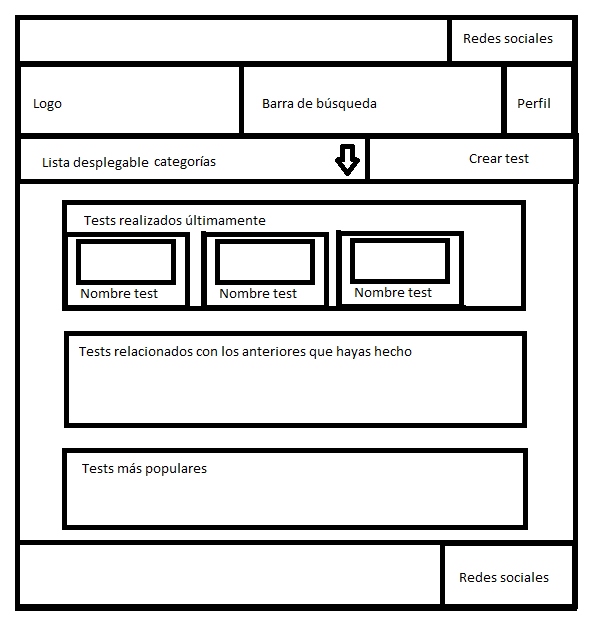 Redes sociales
Logo
Barra de búsqueda
Perfil
Lista desplegable categorías
Crear test
Tests realizados últimamente
Nombre test
Nombre test
Nombre test
Tests relacionados con los anteriores que hayas hecho
Tests más populares
Redes sociales